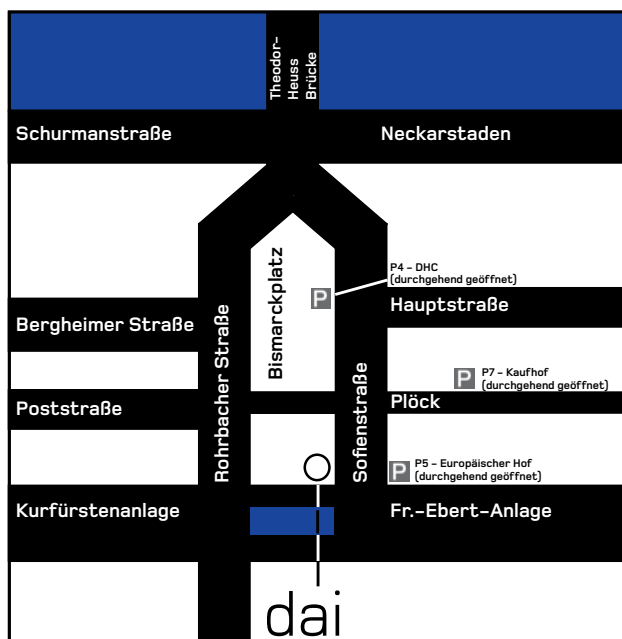 Theodor-
Heuss
Brücke
Schurmanstraße
Neckarstaden
Bismarckplatz
P4 – DHC
(durchgehend geöffnet)
P
Hauptstraße
Bergheimer Straße
Rohrbacher Straße
Sofienstraße
P
P7 – Kaufhof
(durchgehend geöffnet)
Poststraße
Plöck
P
P5 – Europäischer Hof
(durchgehend geöffnet)
Kurfürstenanlage
Fr.-Ebert-Anlage
dai